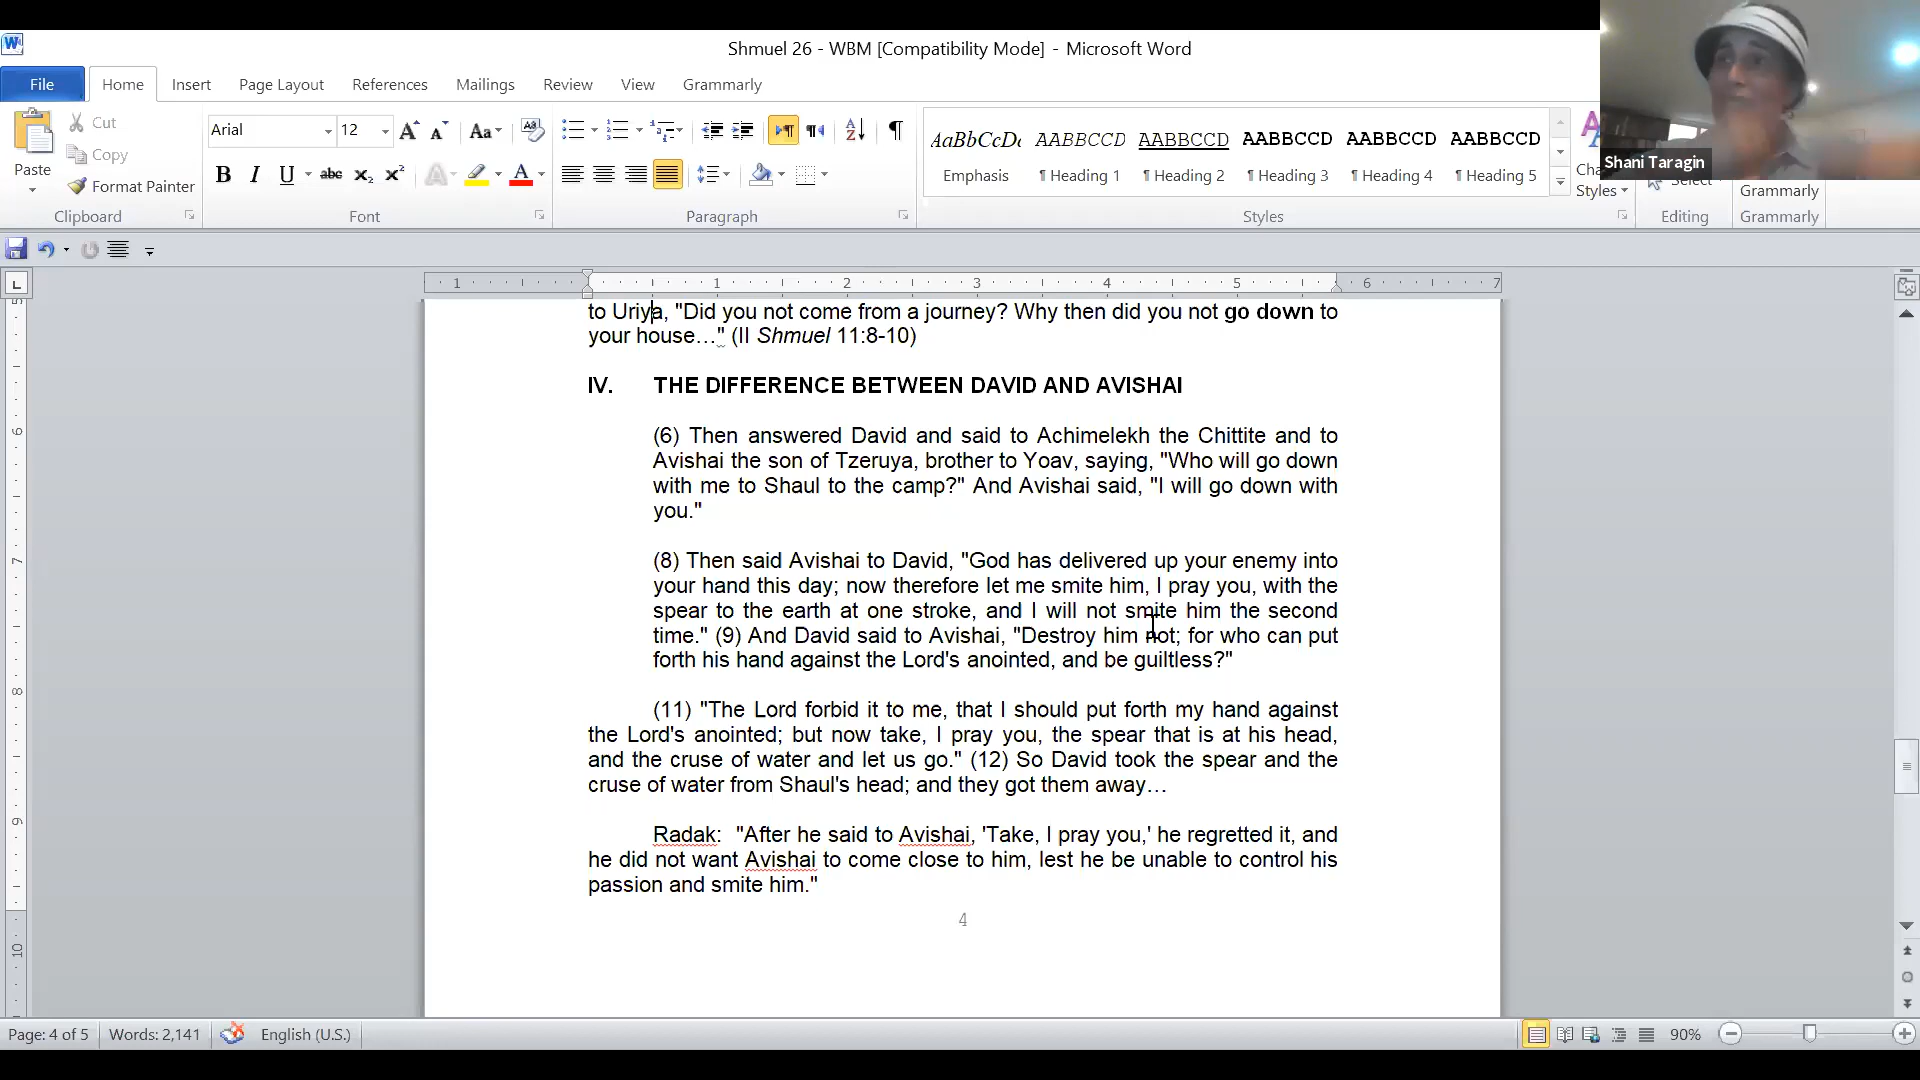 Shmuel 26 - WBM [Compatibility Mode] - Microsoft Word
File Home Insert Page Layout References Mailings Review View Grammarly
Shani Taragin
Paste Cut Copy Format Painter
Arial 12
AaBbCcDc AABBCCD AABBCCD AABBCCD AABBCCD AABBCCD
Emphasis ¶ Heading 1 ¶ Heading 2 ¶ Heading 3 ¶ Heading 4 ¶ Heading 5
Styles Select Grammarly
Clipboard Font Paragraph Styles Editing Grammarly
1 1 2 3 4 5 6 7
to Uriya, "Did you not come from a journey? Why then did you not go down to
your house…" (II Shmuel 11:8-10)
IV. THE DIFFERENCE BETWEEN DAVID AND AVISHAI
(6) Then answered David and said to Achimelekh the Chittite and to
Avishai the son of Tzeruya, brother to Yoav, saying, "Who will go down
with me to Shaul to the camp?" And Avishai said, "I will go down with
you."
(8) Then said Avishai to David, "God has delivered up your enemy into
your hand this day; now therefore let me smite him, I pray you, with the
spear to the earth at one stroke, and I will not smite him the second
time." (9) And David said to Avishai, "Destroy him not; for who can put
forth his hand against the Lord's anointed, and be guiltless?"
(11) "The Lord forbid it to me, that I should put forth my hand against
the Lord's anointed; but now take, I pray you, the spear that is at his head,
and the cruse of water and let us go." (12) So David took the spear and the
cruse of water from Shaul's head; and they got them away…
Radak: "After he said to Avishai, 'Take, I pray you,' he regretted it, and
he did not want Avishai to come close to him, lest he be unable to control his
passion and smite him."
4
Page: 4 of 5 Words: 2,141 English (U.S.) 90%